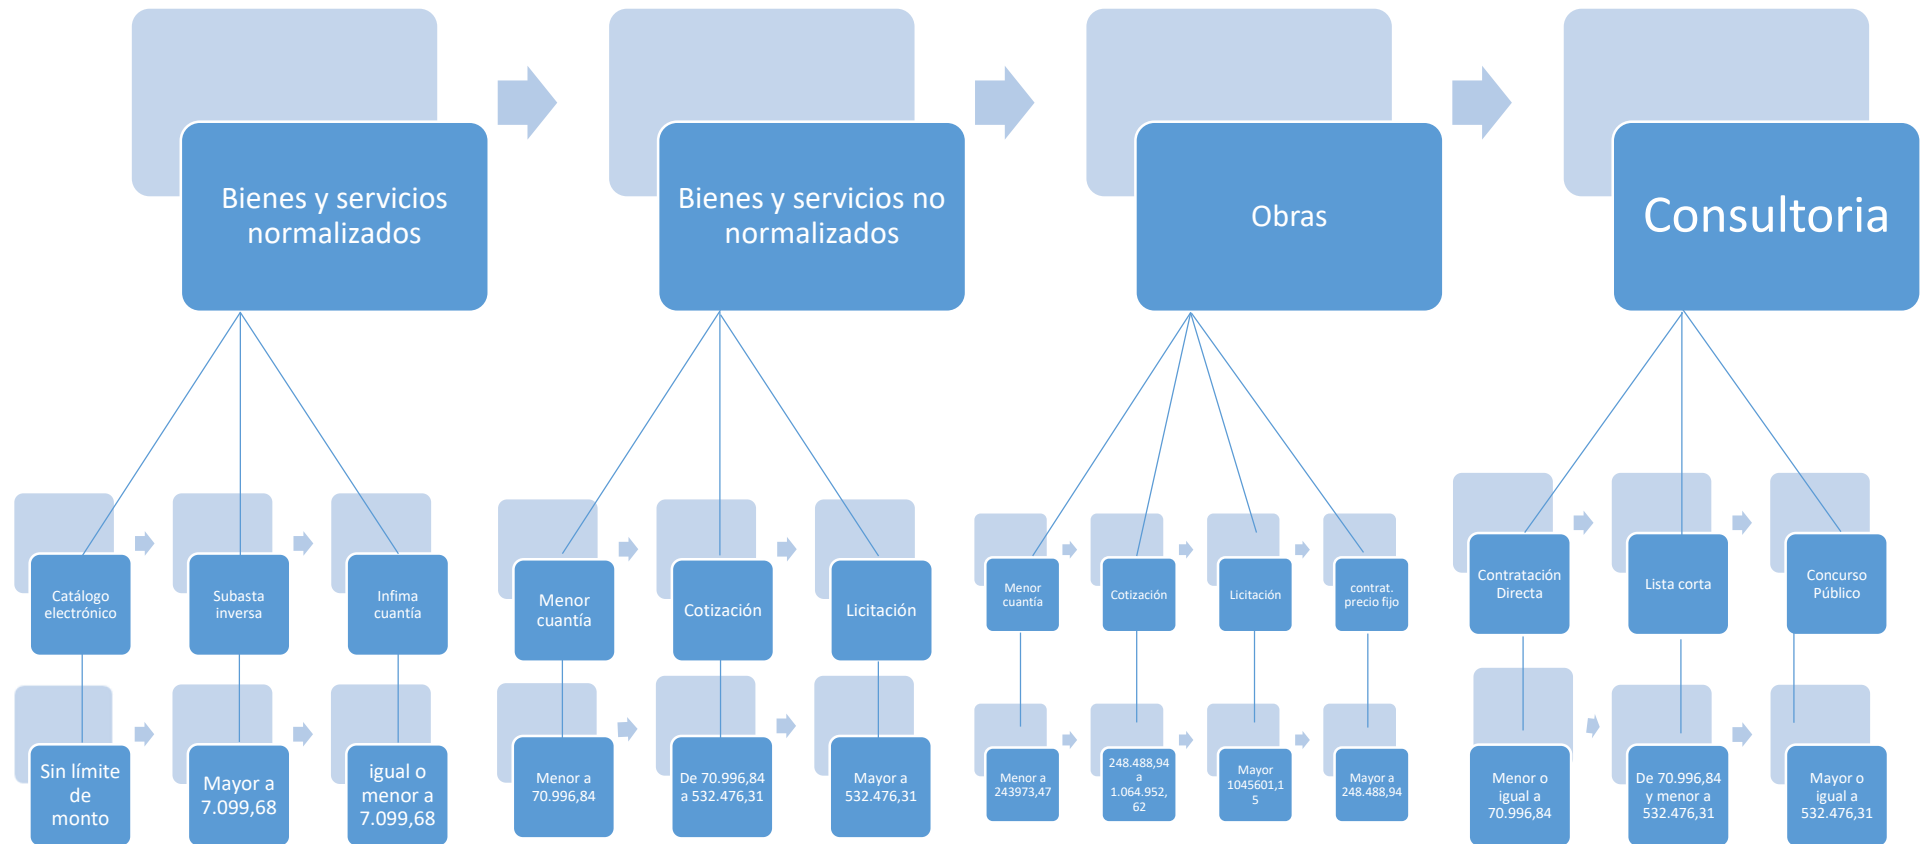 Bienes y servicios
normalizados
Bienes y servicios no
normalizados
Obras
Consultoria
Catálogo
electrónico
Subasta
inversa
Infima
cuantía
Menor
cuantía
Cotización
Licitación
Menor
cuantía
Cotización
Licitación
contrat.
precio fijo
Contratación
Directa
Lista corta
Concurso
Público
Sin límite
de
monto
Mayor a
7.099,68
igual o
menor a
7.099,68
Menor a
70.996,84
De 70.996,84
a 532.476,31
Mayor a
532.476,31
Menor a
243973,47
248.488,94
a
1.064.952,
62
Mayor
1045601,1
5
Mayor a
248.488,94
Menor o
igual a
70.996,84
De 70.996,84
y menor a
532.476,31
Mayor o
igual a
532.476,31